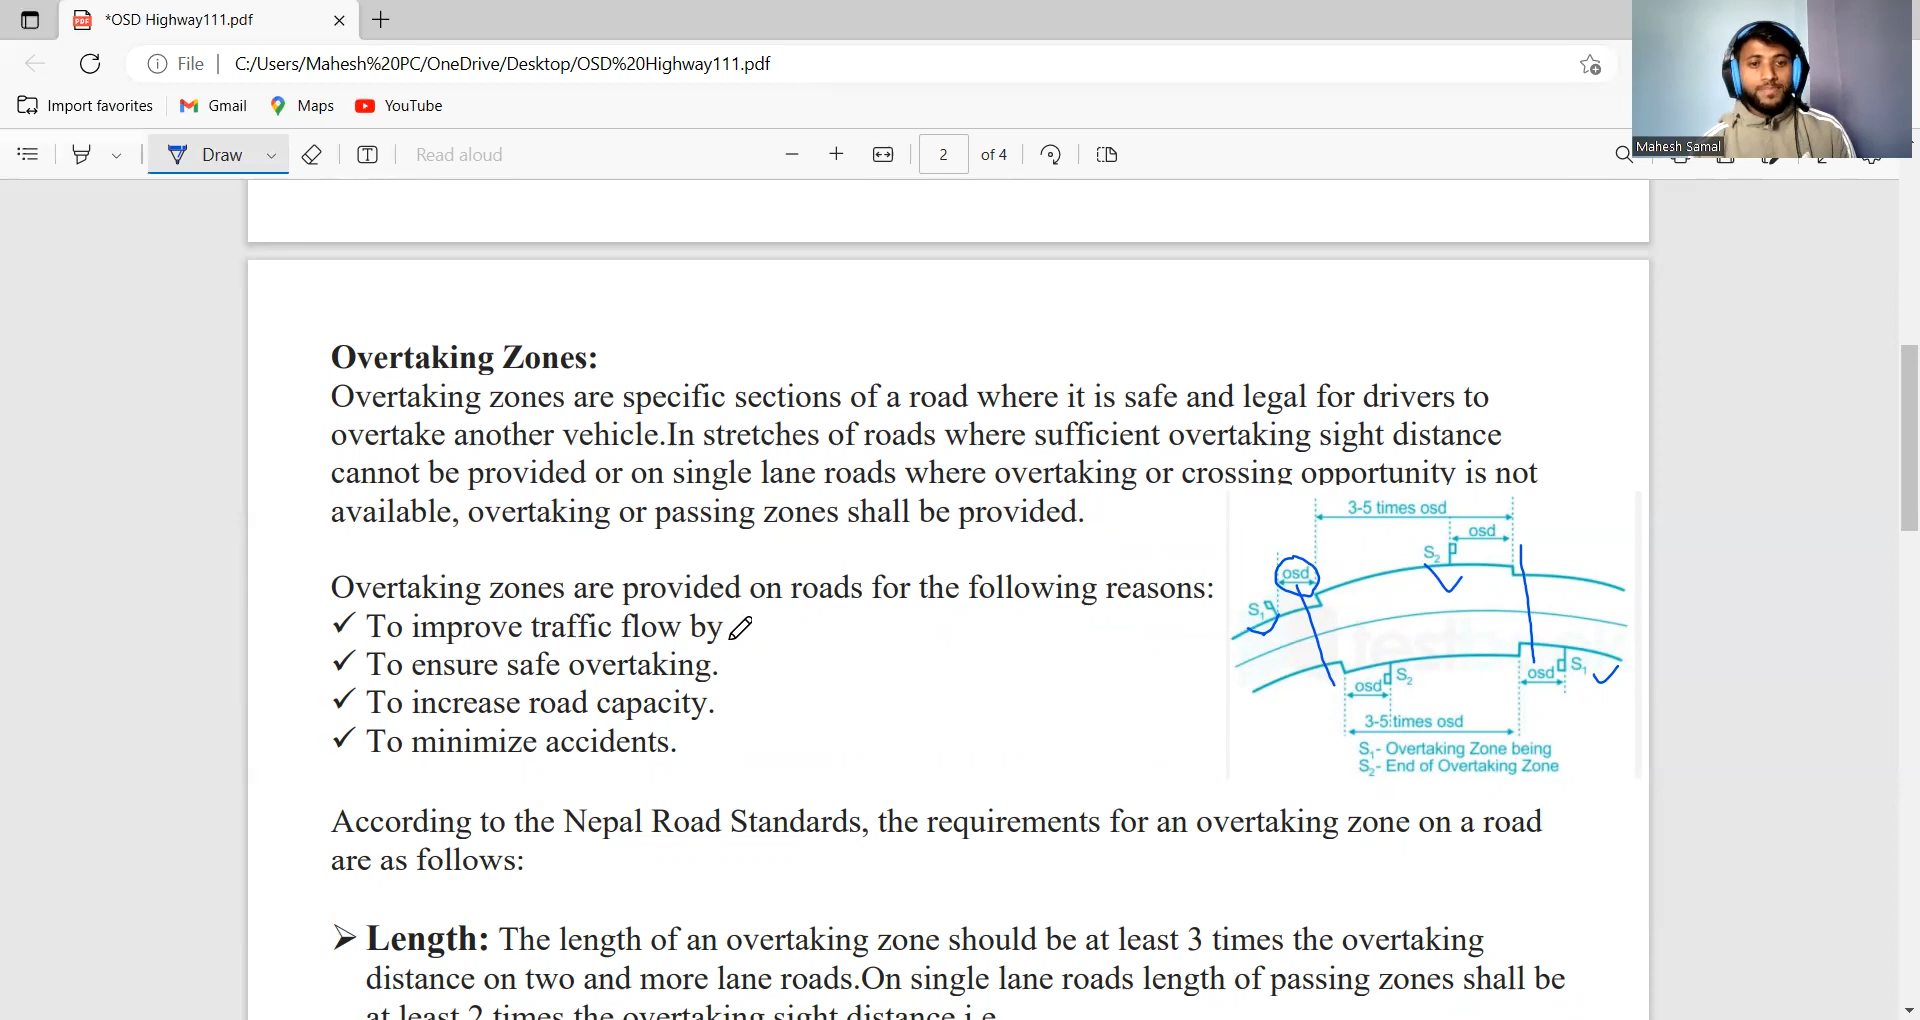 *OSD Highway111.pdf
File
C:/Users/Mahesh%20PC/OneDrive/Desktop/OSD%20Highway111.pdf
Import favorites
Gmail
Maps
YouTube
Draw
Read aloud
2
of 4
Mahesh Samal
Overtaking Zones:
Overtaking zones are specific sections of a road where it is safe and legal for drivers to
overtake another vehicle.In stretches of roads where sufficient overtaking sight distance
cannot be provided or on single lane roads where overtaking or crossing opportunity is not
available, overtaking or passing zones shall be provided.
Overtaking zones are provided on roads for the following reasons:
✓ To improve traffic flow by
✓ To ensure safe overtaking.
✓ To increase road capacity.
✓ To minimize accidents.
3-5 times osd
osd
S2
osd
S1
osd
S2
osd
S1
3-5 times osd
S1- Overtaking Zone being
S2- End of Overtaking Zone
According to the Nepal Road Standards, the requirements for an overtaking zone on a road
are as follows:
➢ Length: The length of an overtaking zone should be at least 3 times the overtaking
distance on two and more lane roads.On single lane roads length of passing zones shall be
at least 2 times the overtaking sight distance i.e.